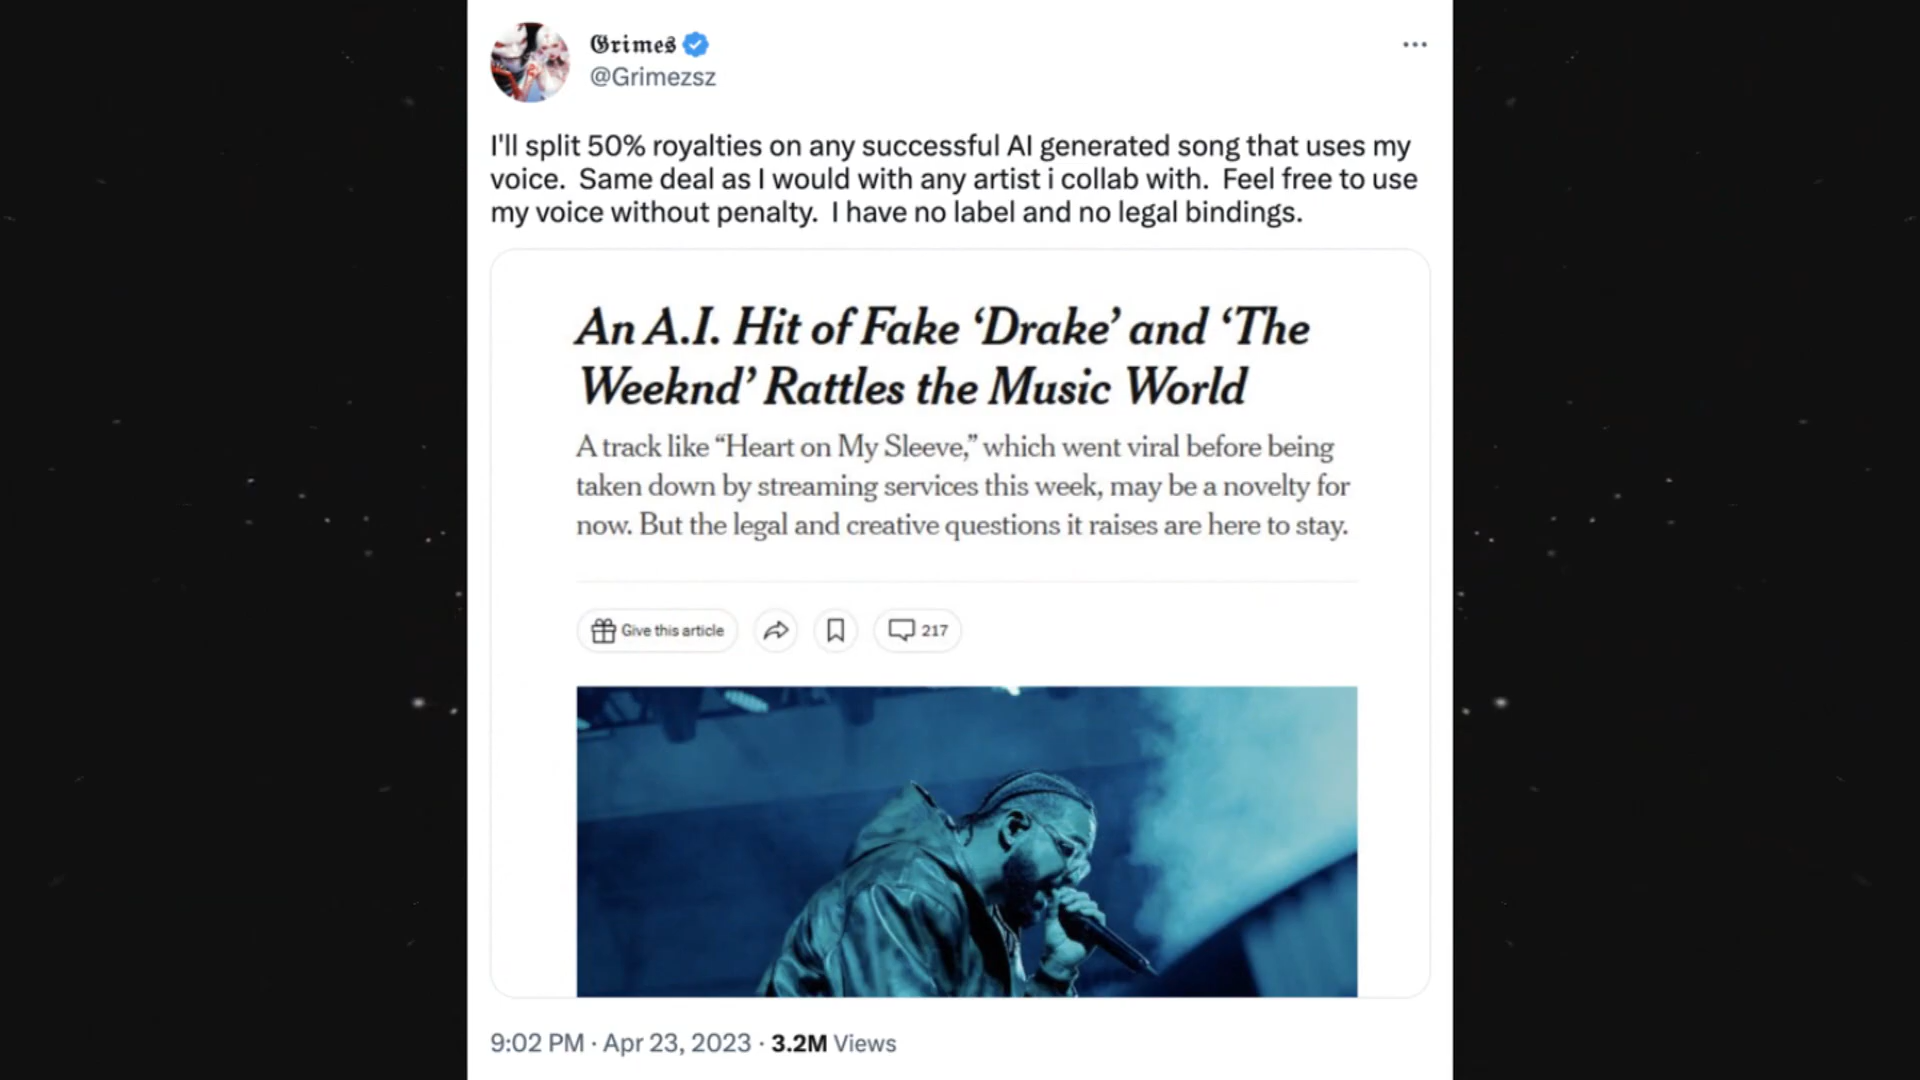 Grimes
@Grimezsz
I'll split 50% royalties on any successful AI generated song that uses my
voice.  Same deal as I would with any artist i collab with.  Feel free to use
my voice without penalty.  I have no label and no legal bindings.
An A.I. Hit of Fake ‘Drake’ and ‘The
Weeknd’ Rattles the Music World
A track like “Heart on My Sleeve,” which went viral before being
taken down by streaming services this week, may be a novelty for
now. But the legal and creative questions it raises are here to stay.
Give this article 217
9:02 PM · Apr 23, 2023 · 3.2M Views